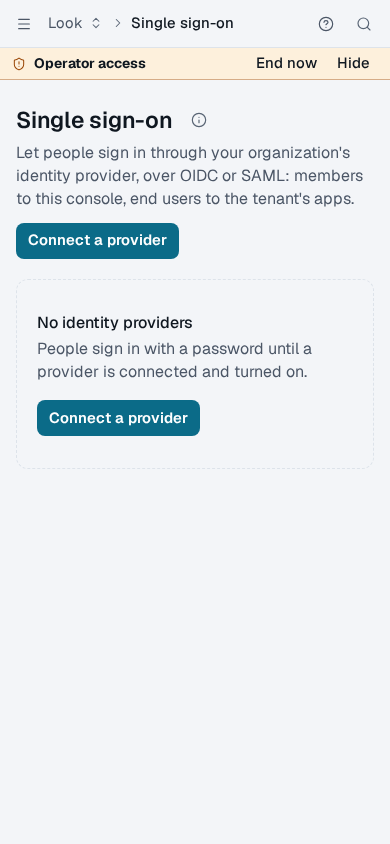 Look Single sign-on
Operator access End now Hide
Single sign-on
Let people sign in through your organization's
identity provider, over OIDC or SAML: members
to this console, end users to the tenant's apps.
Connect a provider
No identity providers
People sign in with a password until a
provider is connected and turned on.
Connect a provider